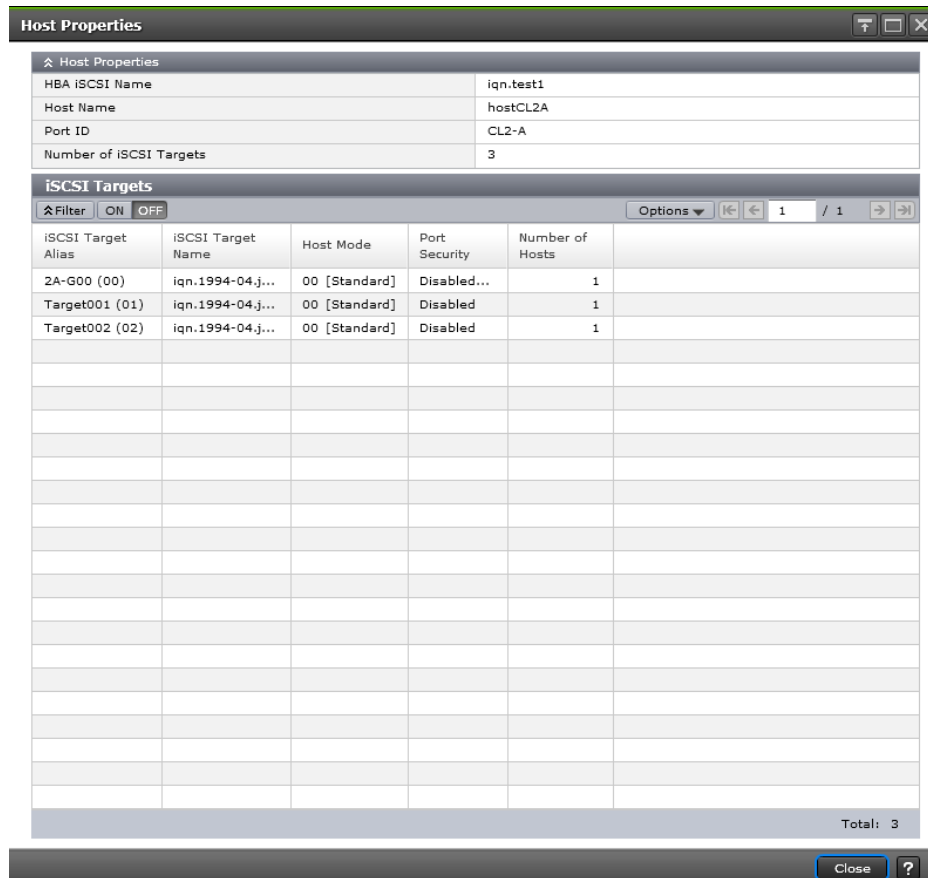 Host Properties
Host Properties
HBA iSCSI Name iqn.test1
Host Name hostCL2A
Port ID CL2-A
Number of iSCSI Targets 3
iSCSI Targets
Filter ON OFF Options 1 / 1
iSCSI Target Alias iSCSI Target Name Host Mode Port Security Number of Hosts
2A-G00 (00) iqn.1994-04.j... 00 [Standard] Disabled... 1
Target001 (01) iqn.1994-04.j... 00 [Standard] Disabled 1
Target002 (02) iqn.1994-04.j... 00 [Standard] Disabled 1
Total: 3
Close ?